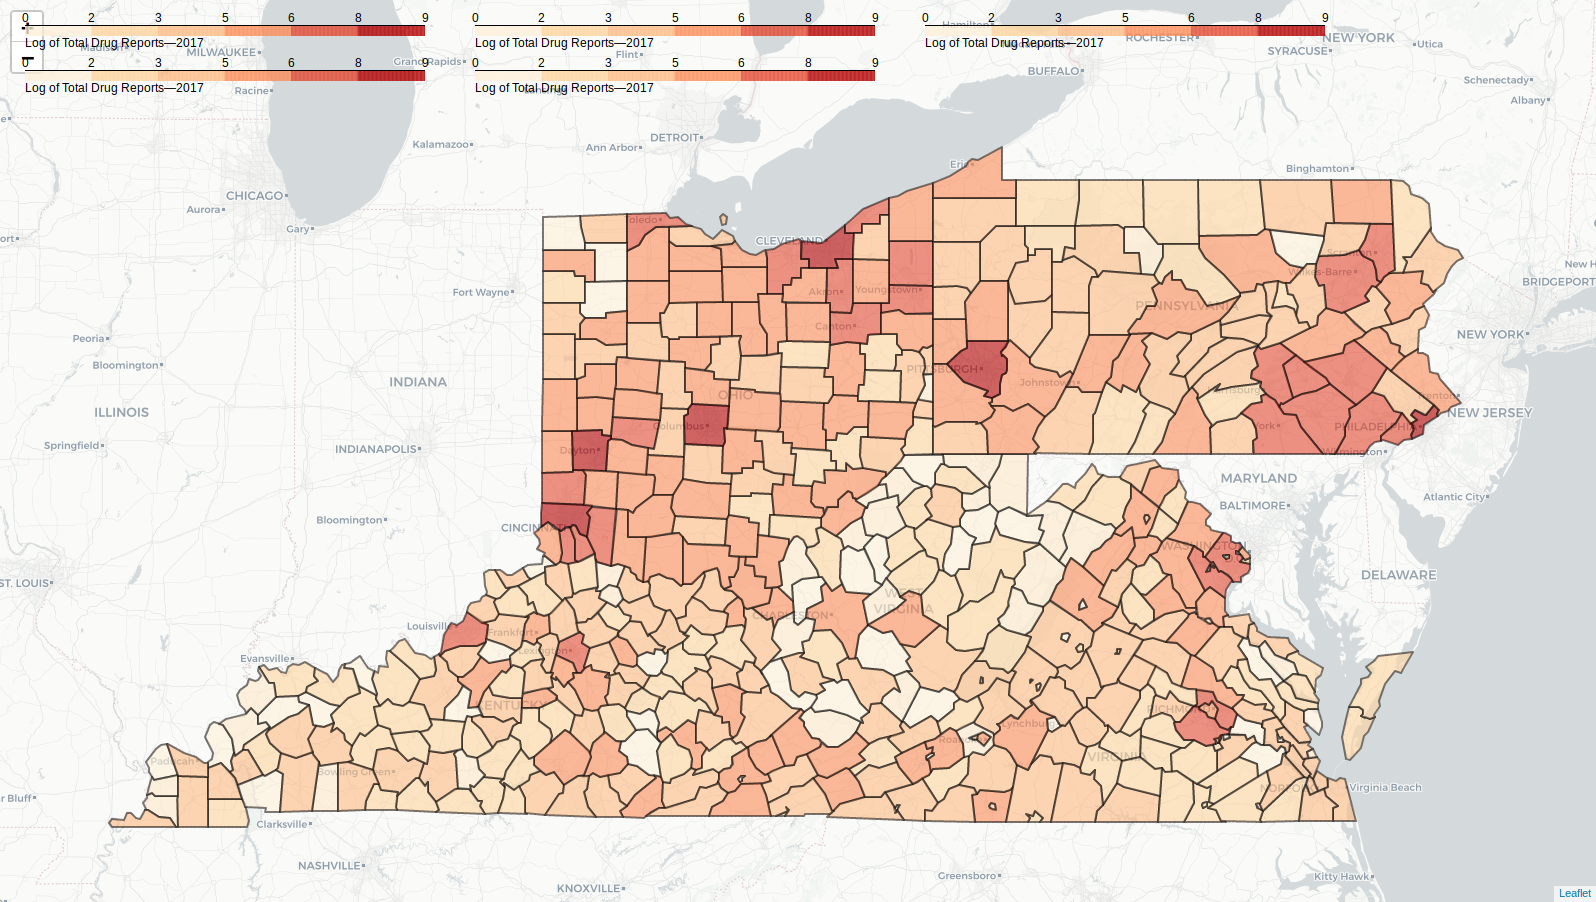 0 2 3 5 6 8 9
Log of Total Drug Reports—2017
0 2 3 5 6 8 9
Log of Total Drug Reports—2017
0 2 3 5 6 8 9
Log of Total Drug Reports—2017
0 2 3 5 6 8 9
Log of Total Drug Reports—2017
0 2 3 5 6 8 9
Log of Total Drug Reports—2017
MILWAUKEE
Grand Rapids
Flint
Racine
ROCHESTER
NEW YORK
SYRACUSE
Utica
BUFFALO
Schenectady
Albany
DETROIT
Kalamazoo
Ann Arbor
Erie
Binghamton
CHICAGO
Aurora
Gary
CLEVELAND
Scranton
Wilkes-Barre
BRIDGEPORT
Fort Wayne
Akron
Youngstown
PENNSYLVANIA
Canton
NEW YORK
Peoria
Bloomington
PITTSBURGH
Johnstown
INDIANA
OHIO
Trenton
NEW JERSEY
ILLINOIS
Columbus
York
PHILADELPHIA
Springfield
INDIANAPOLIS
Dayton
Wilmington
MARYLAND
BALTIMORE
Atlantic City
Bloomington
CINCINNATI
WASHINGTON
DELAWARE
ST. LOUIS
WEST
VIRGINIA
CHARLESTON
Louisville
Frankfort
Lexington
Evansville
KENTUCKY
RICHMOND
Lynchburg
Roanoke
VIRGINIA
Paducah
Bowling Green
NORFOLK
Virginia Beach
Clarksville
NASHVILLE
KNOXVILLE
Greensboro
Kitty Hawk
Leaflet